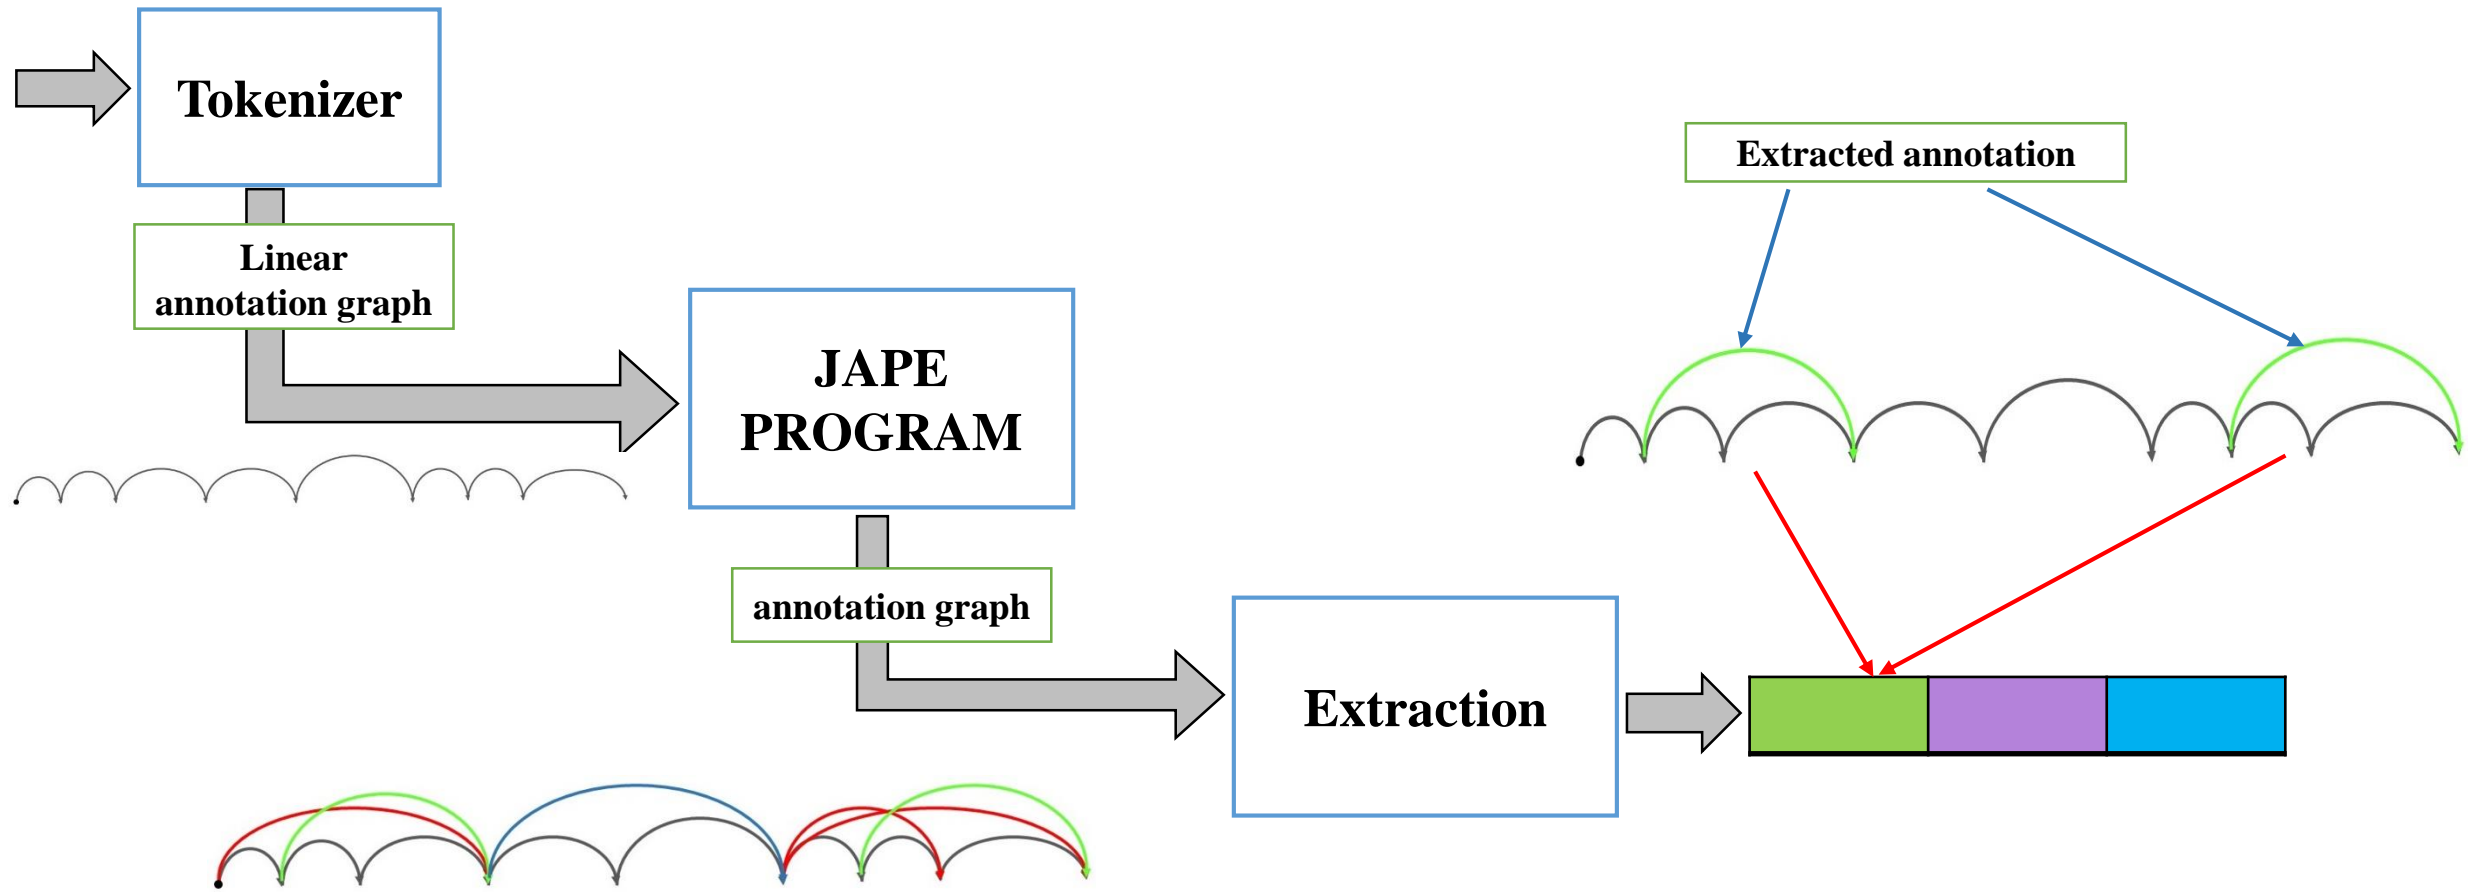 Tokenizer
Linear
annotation graph
JAPE
PROGRAM
annotation graph
Extraction
Extracted annotation